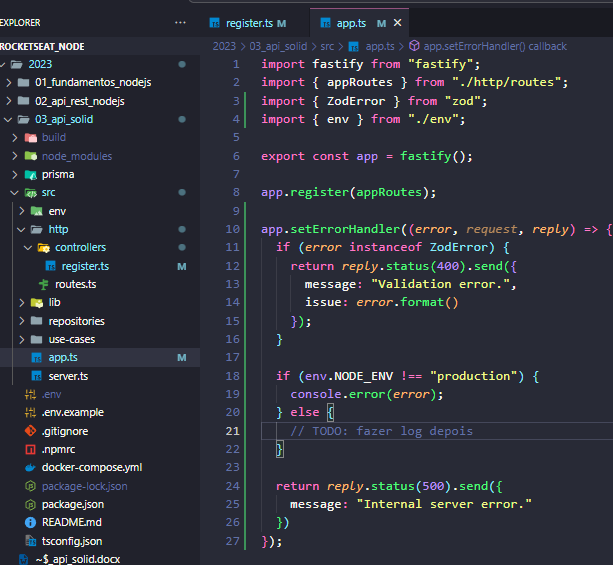 EXPLORER
ROCKETSEAT_NODE
2023
01_fundamentos_nodejs
02_api_rest_nodejs
03_api_solid
build
node_modules
prisma
src
env
http
controllers
register.ts M
routes.ts
lib
repositories
use-cases
app.ts M
server.ts
.env
.env.example
.gitignore
.npmrc
docker-compose.yml
package-lock.json
package.json
README.md
tsconfig.json
~$_api_solid.docx
register.ts M
app.ts M
2023 > 03_api_solid > src > app.ts > app.setErrorHandler() callback
1 import fastify from "fastify";
2 import { appRoutes } from "./http/routes";
3 import { ZodError } from "zod";
4 import { env } from "./env";
5
6 export const app = fastify();
7
8 app.register(appRoutes);
9
10 app.setErrorHandler((error, request, reply) => {
11 if (error instanceof ZodError) {
12 return reply.status(400).send({
13 message: "Validation error.",
14 issue: error.format()
15 });
16 }
17
18 if (env.NODE_ENV !== "production") {
19 console.error(error);
20 } else {
21 // TODO: fazer log depois
22 }
23
24 return reply.status(500).send({
25 message: "Internal server error."
26 })
27 });